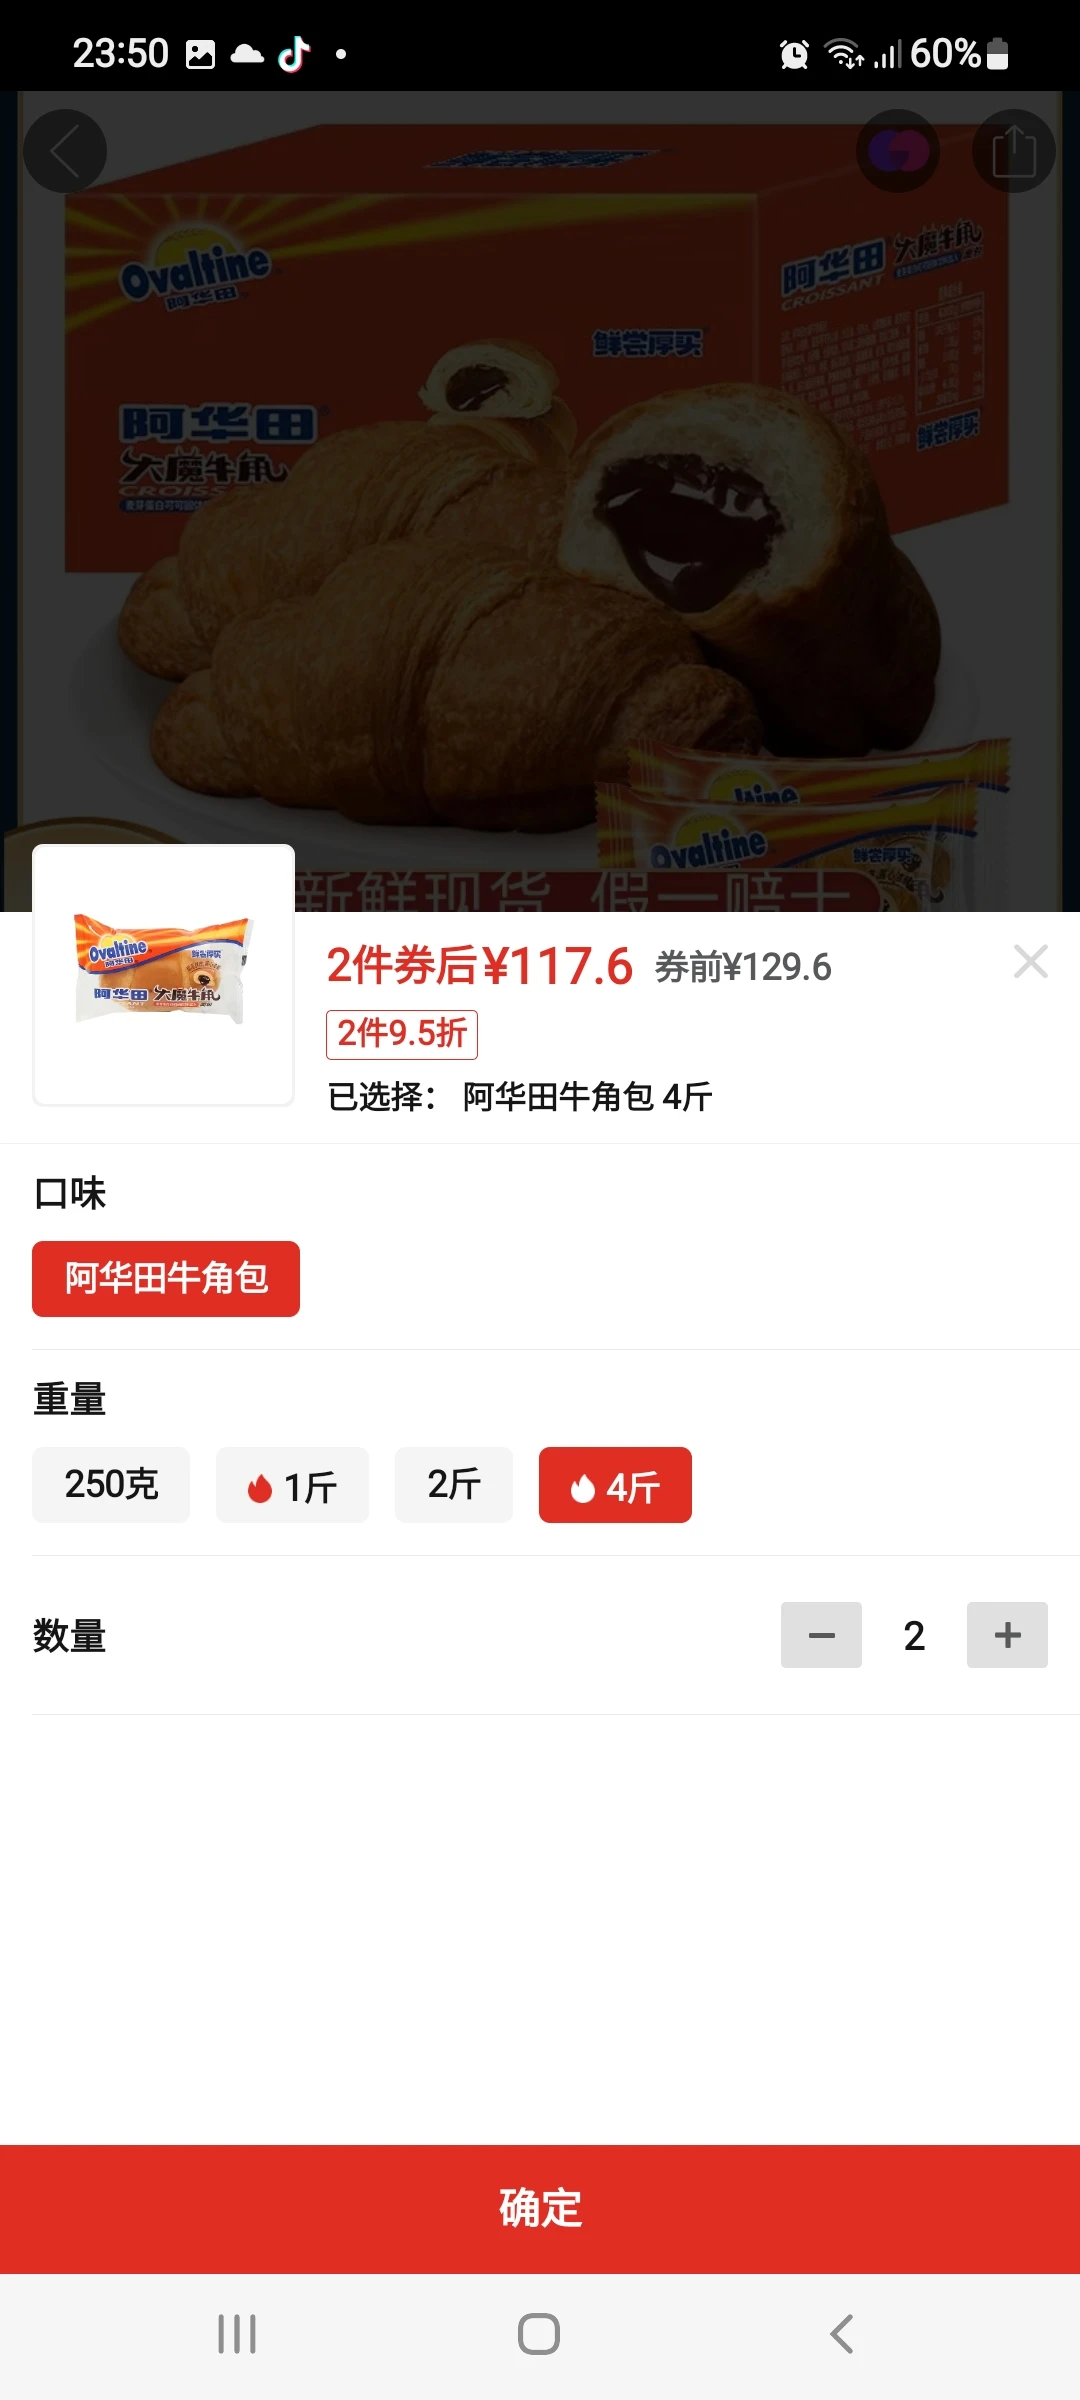 23:50
60%
Ovaltine
阿华田
鲜尝厚买
阿华田
大魔牛角
CROISSANT
阿华田
大魔牛角
CROISS
鲜尝厚买
Ovaltine
鲜尝厚买
新鲜现货 假一赔十
Ovaltine
阿华田
鲜尝厚买
阿华田 大魔牛角
2件券后¥117.6 券前¥129.6
2件9.5折
已选择： 阿华田牛角包 4斤
口味
阿华田牛角包
重量
250克 1斤 2斤 4斤
数量
2
确定